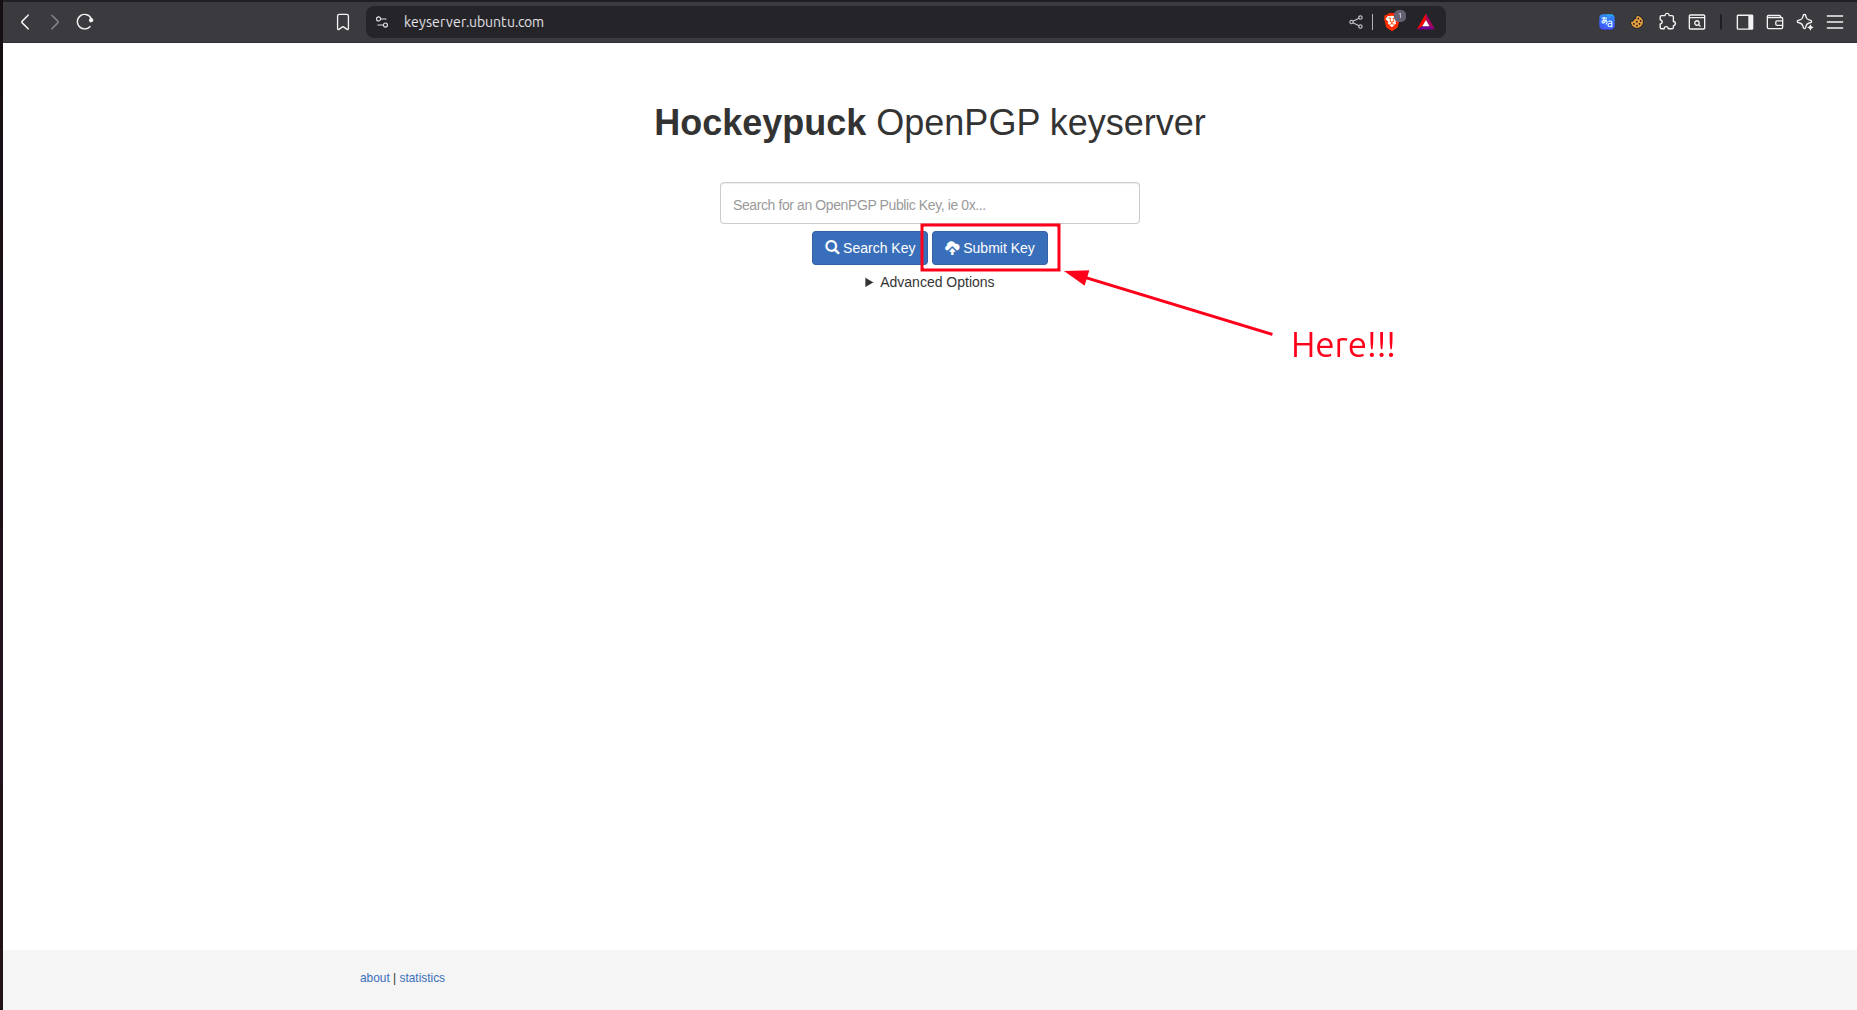 keyserver.ubuntu.com
1
Hockeypuck OpenPGP keyserver
Search for an OpenPGP Public Key, ie 0x...
Search Key
Submit Key
Advanced Options
Here!!!
about | statistics